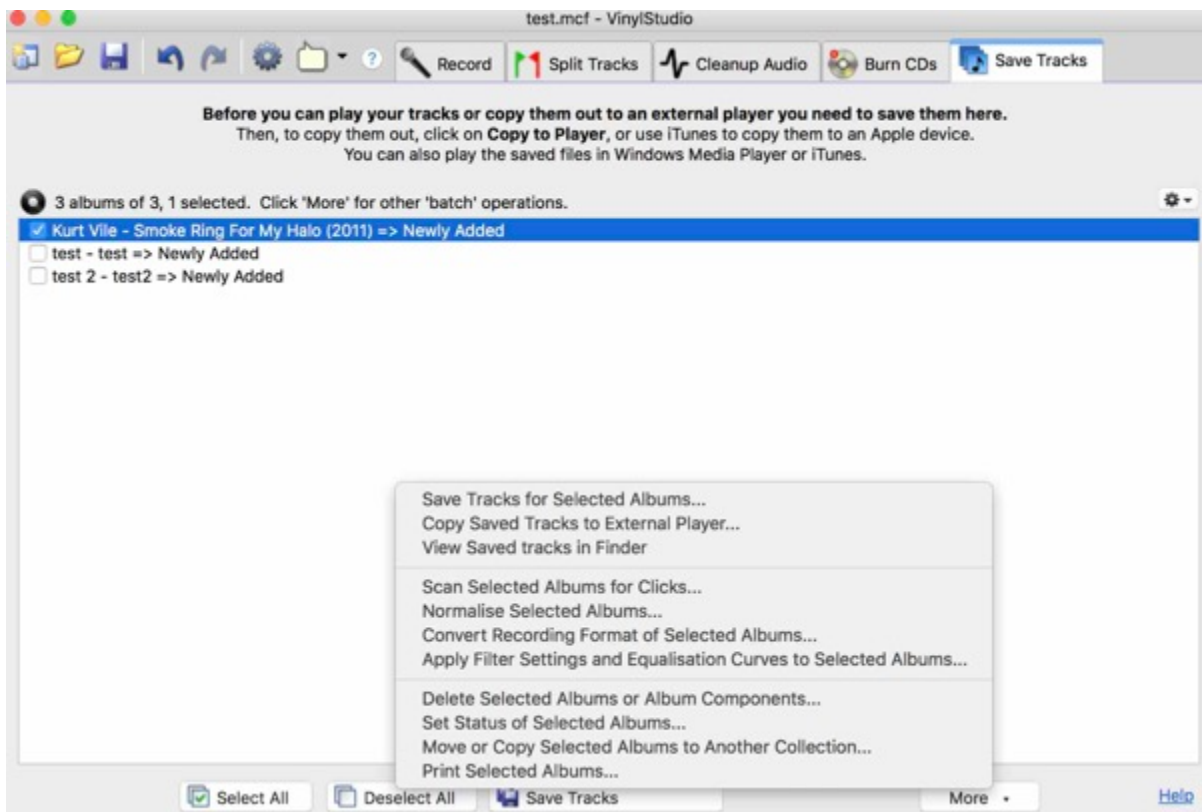 test.mcf - VinylStudio
Record
Split Tracks
Cleanup Audio
Burn CDs
Save Tracks
Before you can play your tracks or copy them out to an external player you need to save them here.
Then, to copy them out, click on Copy to Player, or use iTunes to copy them to an Apple device.
You can also play the saved files in Windows Media Player or iTunes.
3 albums of 3, 1 selected. Click 'More' for other 'batch' operations.
Kurt Vile - Smoke Ring For My Halo (2011) => Newly Added
test - test => Newly Added
test 2 - test2 => Newly Added
Save Tracks for Selected Albums...
Copy Saved Tracks to External Player...
View Saved tracks in Finder
Scan Selected Albums for Clicks...
Normalise Selected Albums...
Convert Recording Format of Selected Albums...
Apply Filter Settings and Equalisation Curves to Selected Albums...
Delete Selected Albums or Album Components...
Set Status of Selected Albums...
Move or Copy Selected Albums to Another Collection...
Print Selected Albums...
Select All
Deselect All
Save Tracks
More
Help